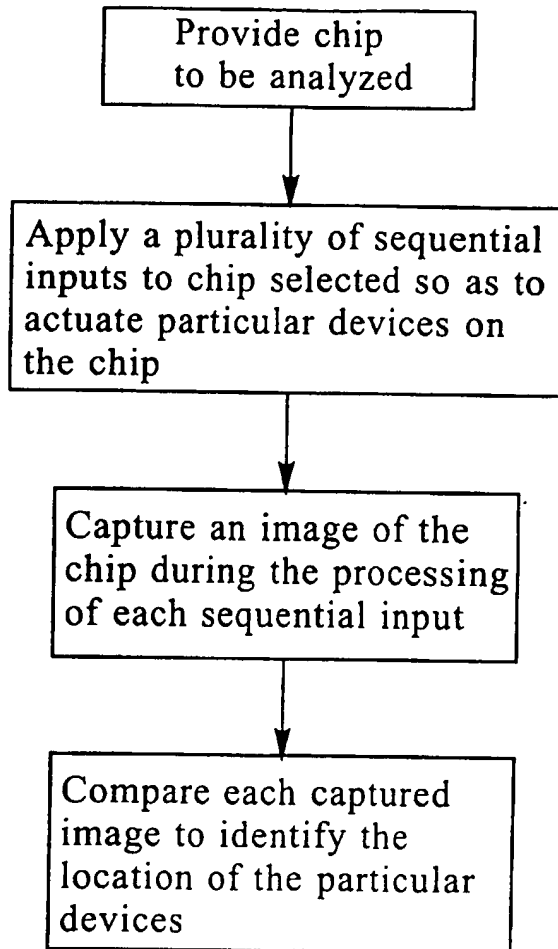 Provide chip
to be analyzed
Apply a plurality of sequential
inputs to chip selected so as to
actuate particular devices on
the chip
Capture an image of the
chip during the processing
of each sequential input
Compare each captured
image to identify the
location of the particular
devices